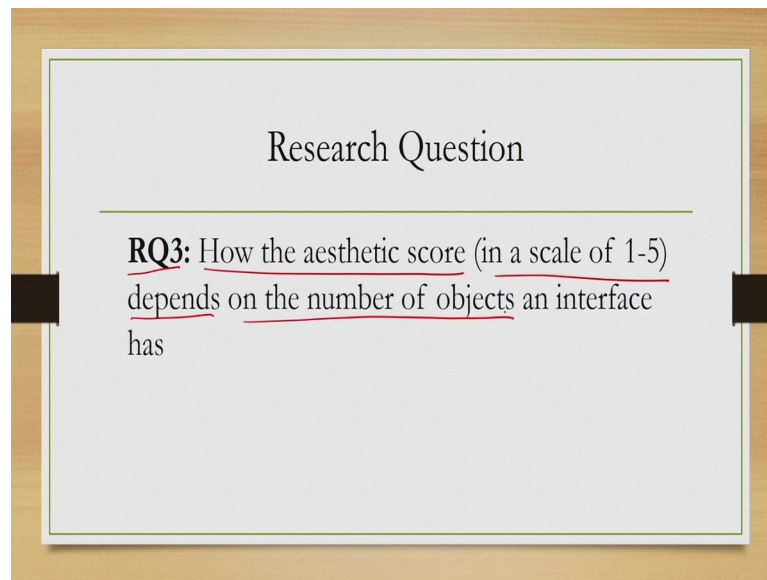 Research Question
RQ3: How the aesthetic score (in a scale of 1-5)
depends on the number of objects an interface
has